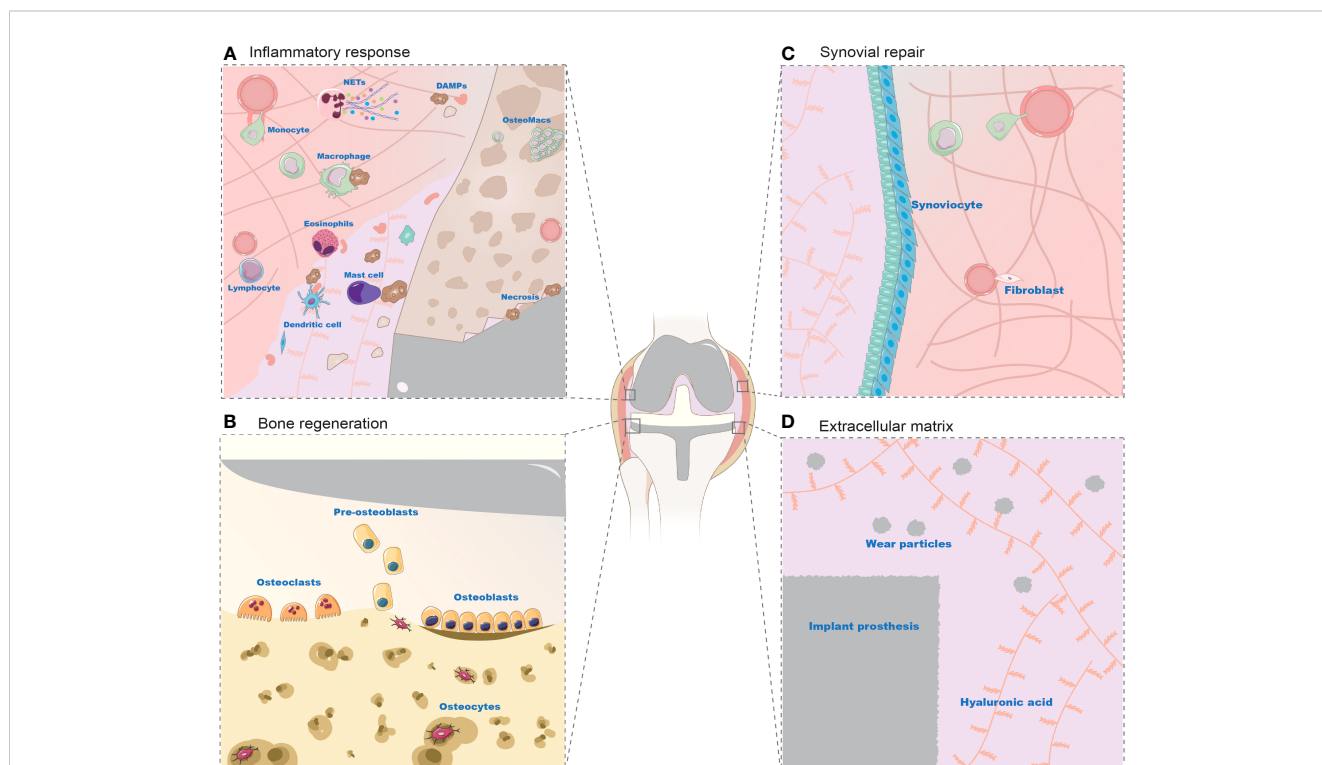 A Inflammatory response
NETs
DAMPs
OsteoMacs
Monocyte
Macrophage
Eosinophils
Lymphocyte
Mast cell
Dendritic cell
Necrosis
C Synovial repair
Synoviocyte
Fibroblast
B Bone regeneration
Pre-osteoblasts
Osteoclasts
Osteoblasts
Osteocytes
D Extracellular matrix
Wear particles
Implant prosthesis
Hyaluronic acid